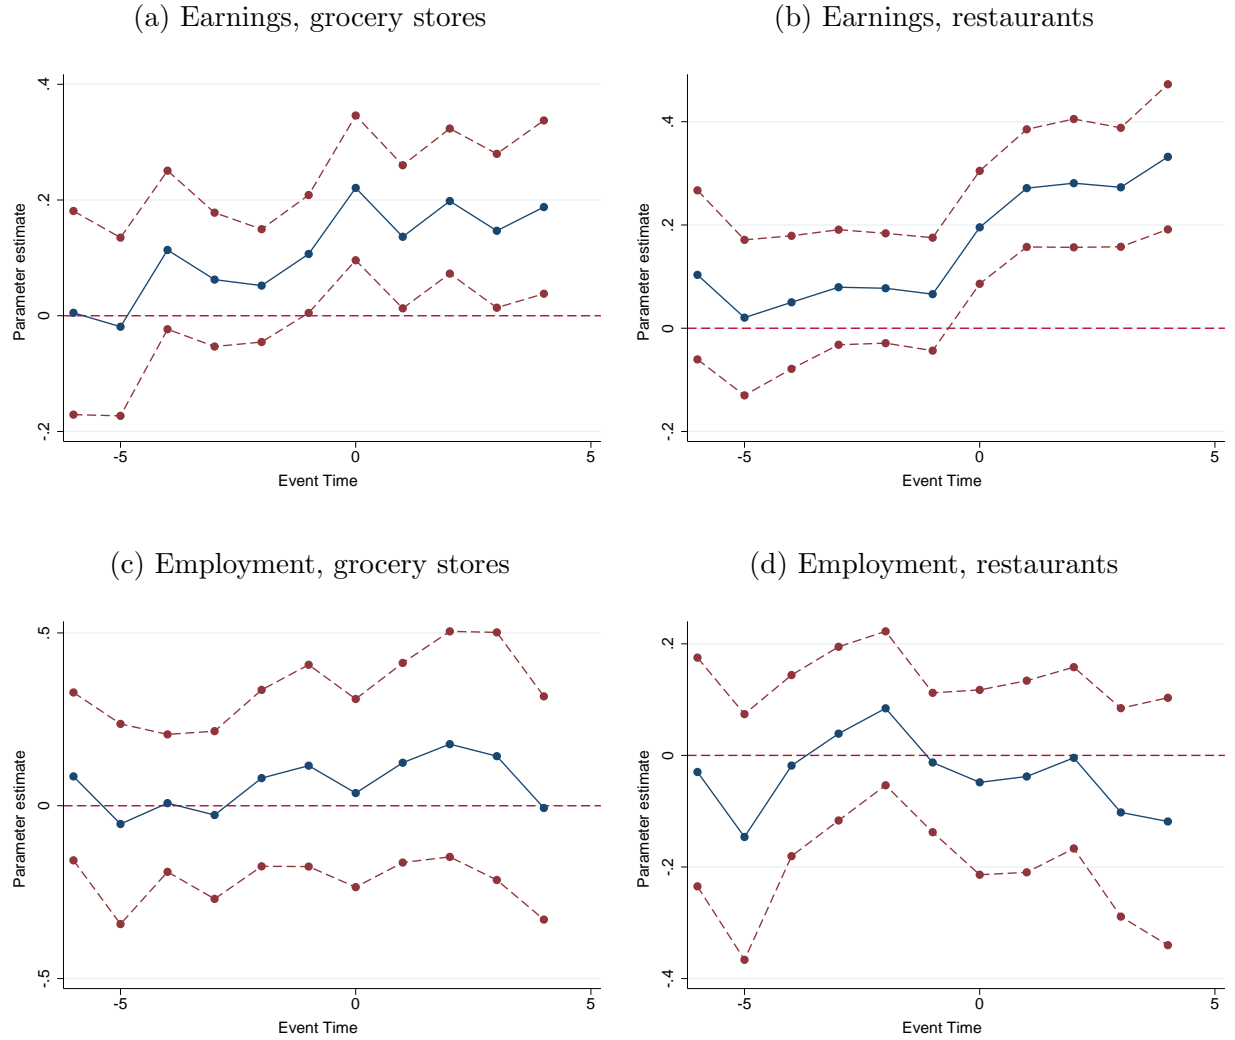 (a) Earnings, grocery stores
.4
.2
0
-.2
Parameter estimate
-5
0
5
Event Time
(b) Earnings, restaurants
.4
.2
0
-.2
Parameter estimate
-5
0
5
Event Time
(c) Employment, grocery stores
.5
0
-.5
Parameter estimate
-5
0
5
Event Time
(d) Employment, restaurants
.2
0
-.2
-.4
Parameter estimate
-5
0
5
Event Time